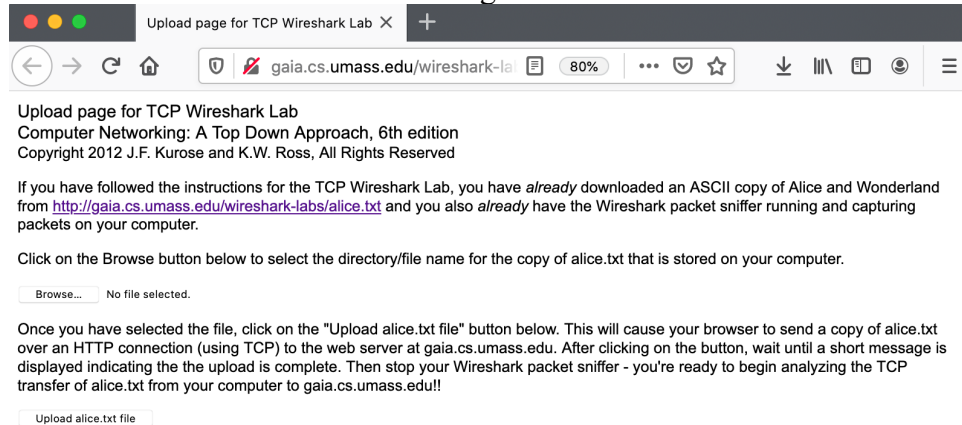 Upload page for TCP Wireshark Lab
gaia.cs.umass.edu/wireshark-la 80%
Upload page for TCP Wireshark Lab
Computer Networking: A Top Down Approach, 6th edition
Copyright 2012 J.F. Kurose and K.W. Ross, All Rights Reserved
If you have followed the instructions for the TCP Wireshark Lab, you have already downloaded an ASCII copy of Alice and Wonderland
from http://gaia.cs.umass.edu/wireshark-labs/alice.txt and you also already have the Wireshark packet sniffer running and capturing
packets on your computer.
Click on the Browse button below to select the directory/file name for the copy of alice.txt that is stored on your computer.
Browse... No file selected.
Once you have selected the file, click on the "Upload alice.txt file" button below. This will cause your browser to send a copy of alice.txt
over an HTTP connection (using TCP) to the web server at gaia.cs.umass.edu. After clicking on the button, wait until a short message is
displayed indicating the the upload is complete. Then stop your Wireshark packet sniffer - you're ready to begin analyzing the TCP
transfer of alice.txt from your computer to gaia.cs.umass.edu!!
Upload alice.txt file